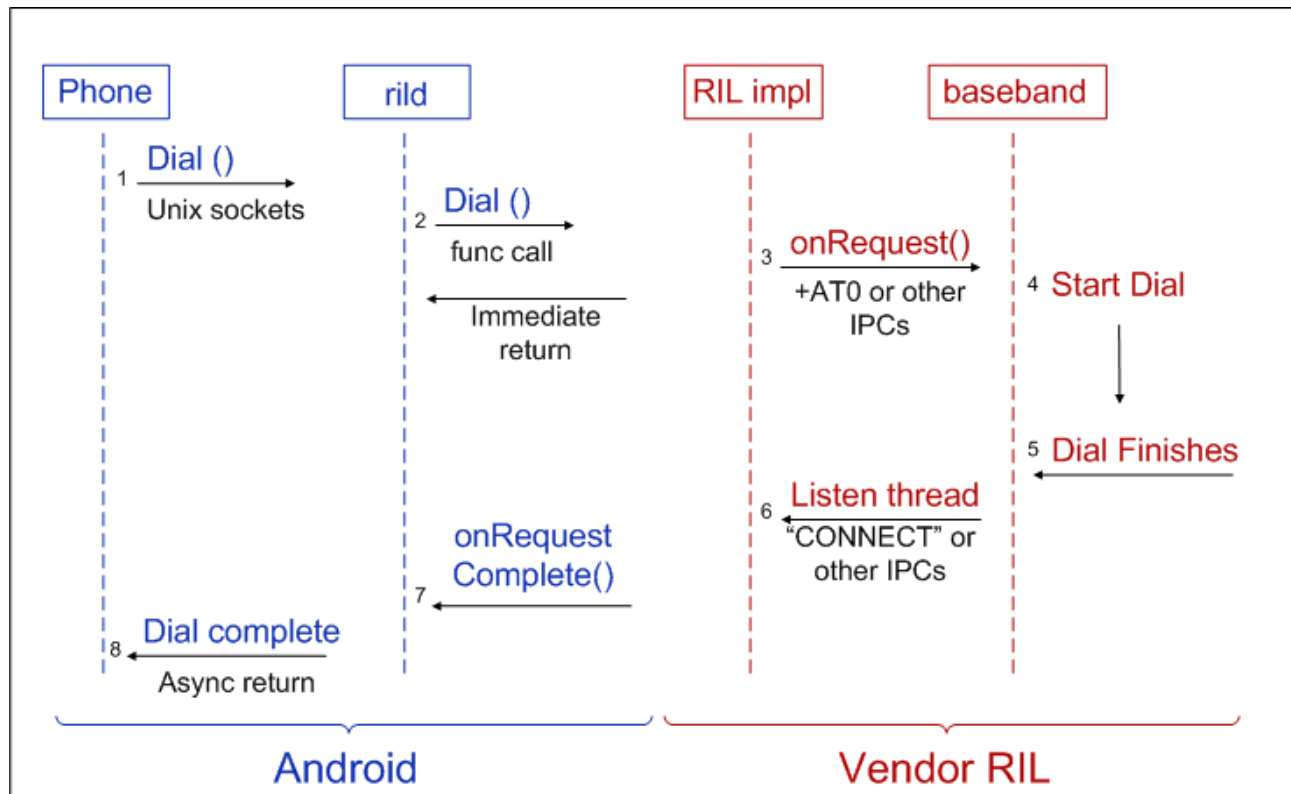 Phone
rild
RIL impl
baseband
1
Dial ()
Unix sockets
2
Dial ()
func call
Immediate
return
3
onRequest()
+AT0 or other
IPCs
4
Start Dial
5
Dial Finishes
6
Listen thread
“CONNECT” or
other IPCs
7
onRequest
Complete()
8
Dial complete
Async return
Android
Vendor RIL